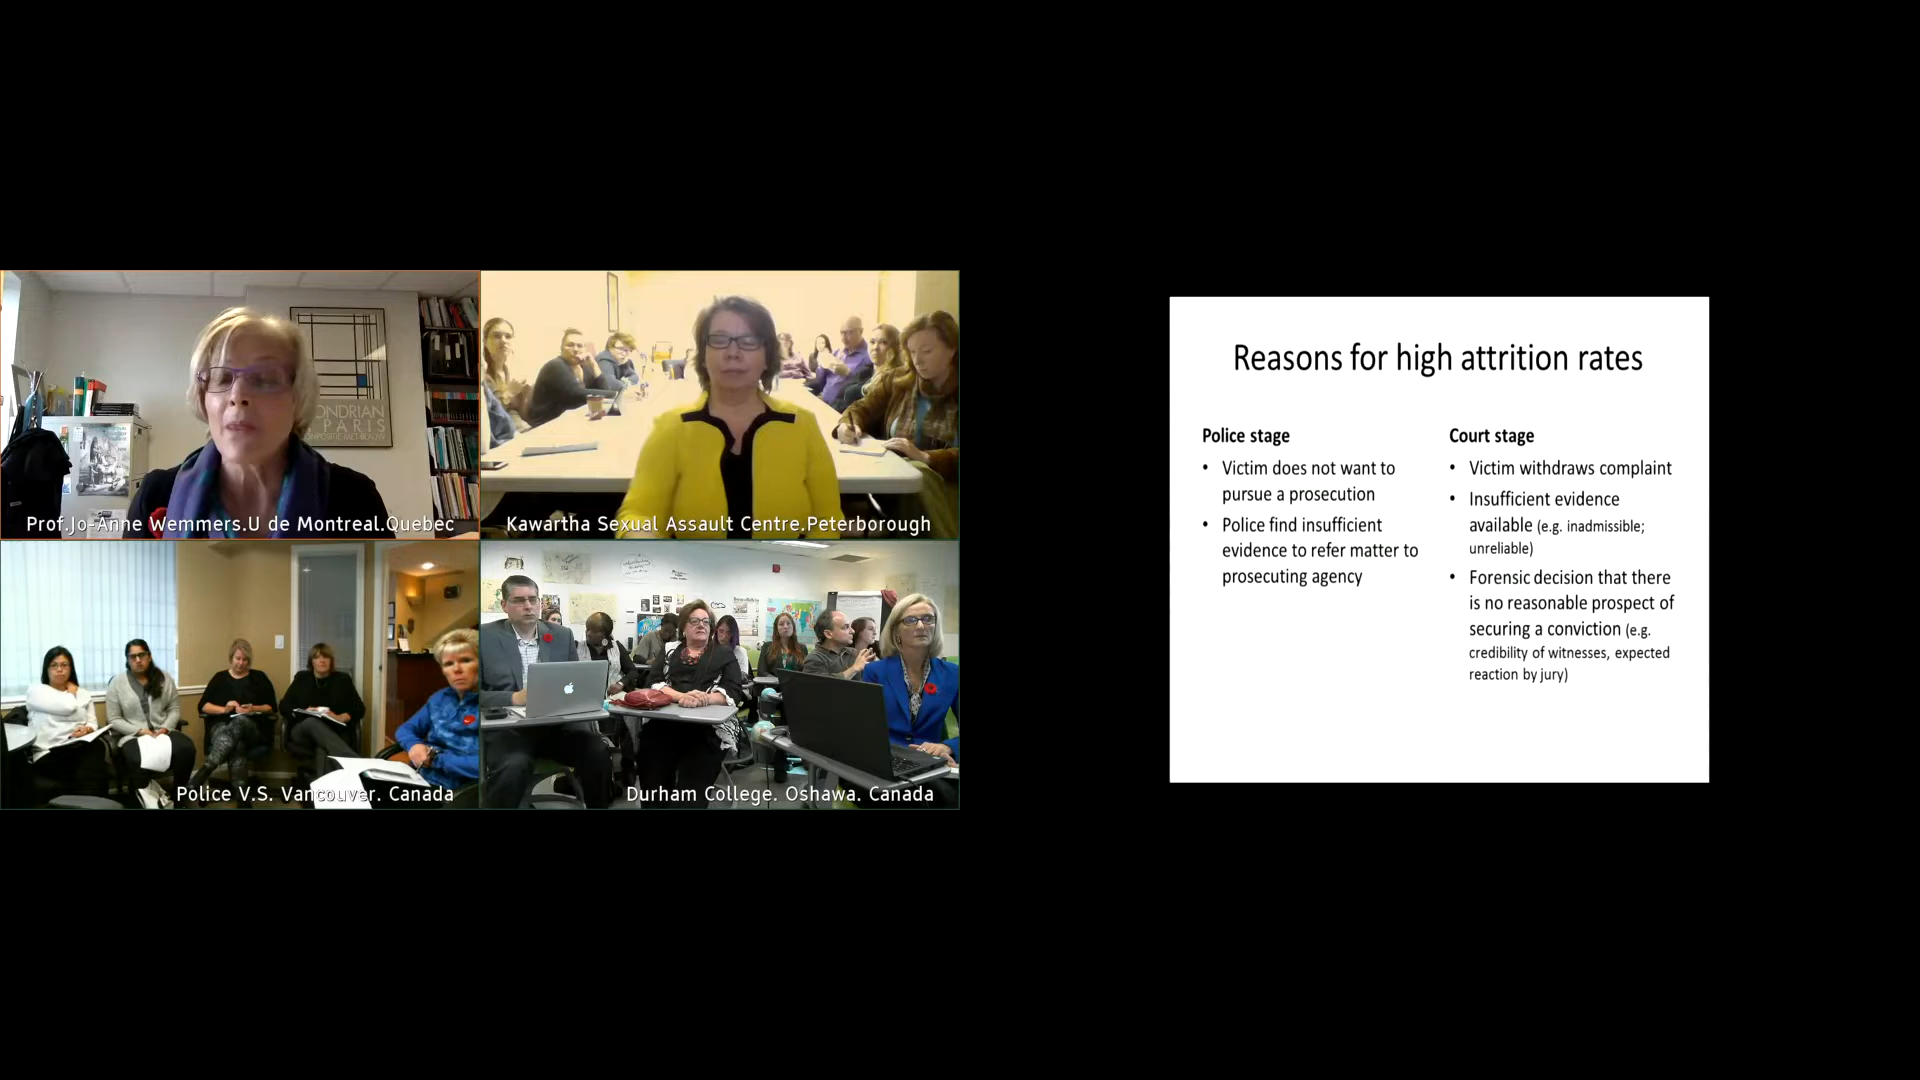 ONDRIAN
PARIS
Prof.Jo-Anne Wemmers.U de Montreal.Quebec
Kawartha Sexual Assault Centre.Peterborough
Police V.S. Vancouver. Canada
Durham College. Oshawa. Canada
Reasons for high attrition rates
Police stage
• Victim does not want to
pursue a prosecution
• Police find insufficient
evidence to refer matter to
prosecuting agency
Court stage
• Victim withdraws complaint
• Insufficient evidence
available (e.g. inadmissible;
unreliable)
• Forensic decision that there
is no reasonable prospect of
securing a conviction (e.g.
credibility of witnesses, expected
reaction by jury)